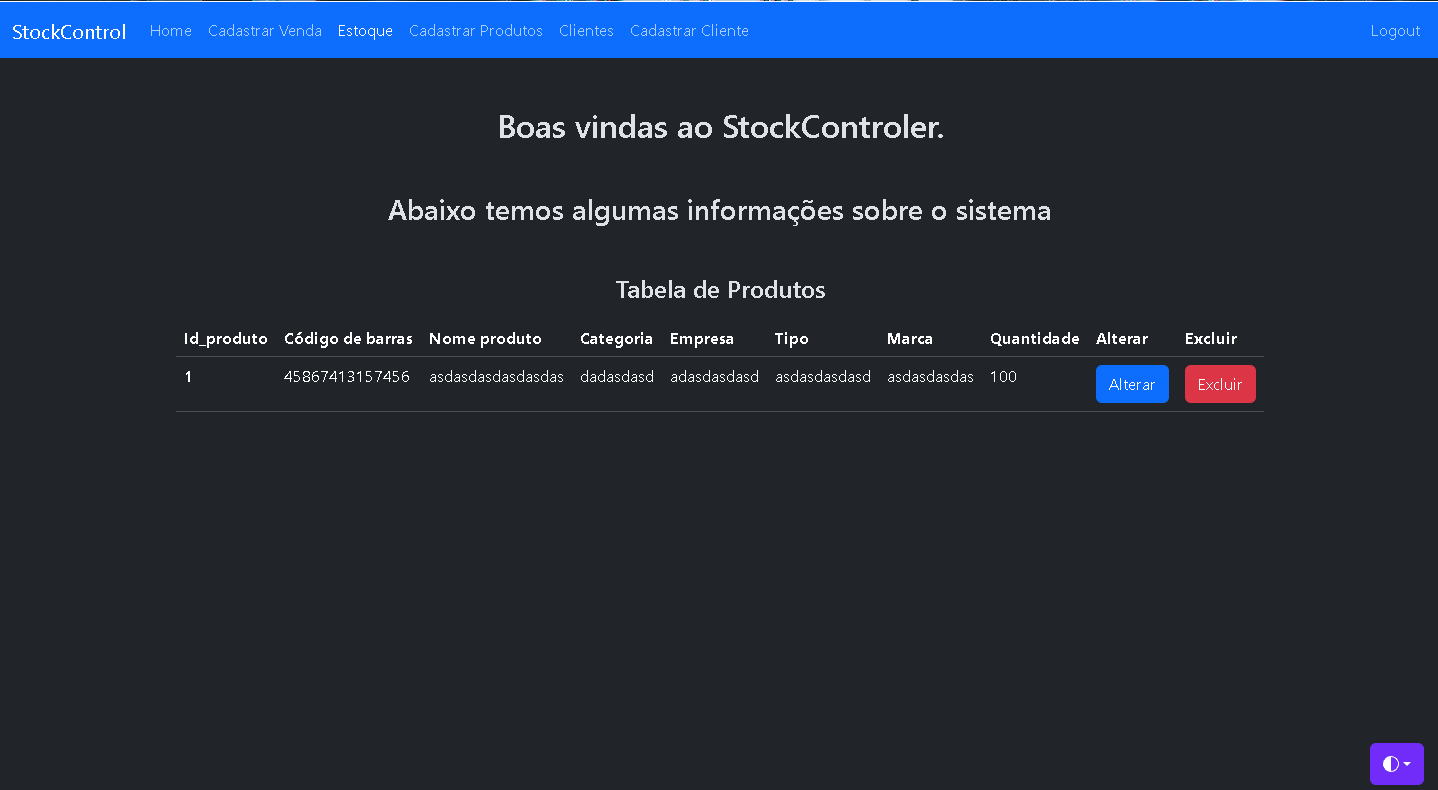 StockControl Home Cadastrar Venda Estoque Cadastrar Produtos Clientes Cadastrar Cliente Logout
Boas vindas ao StockControler.
Abaixo temos algumas informações sobre o sistema
Tabela de Produtos
Id_produto Código de barras Nome produto Categoria Empresa Tipo Marca Quantidade Alterar Excluir
1 45867413157456 asdasdasdasdasdas dadasdasd adasdasdasd asdasdasdasd asdasdasdas 100 Alterar Excluir